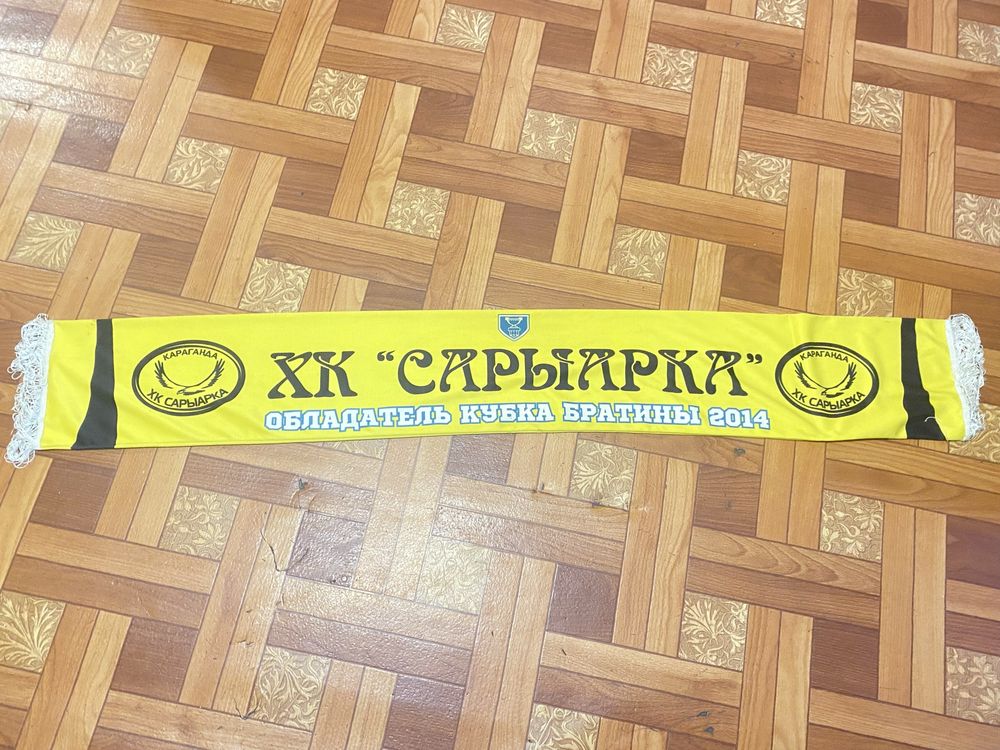 КАРАГАНДА
ХК САРЫАРКА
ХК "САРЫАРКА"
ОБЛАДАТЕЛЬ КУБКА БРАТИНЫ 2014
КАРАГАНДА
ХК САРЫАРКА